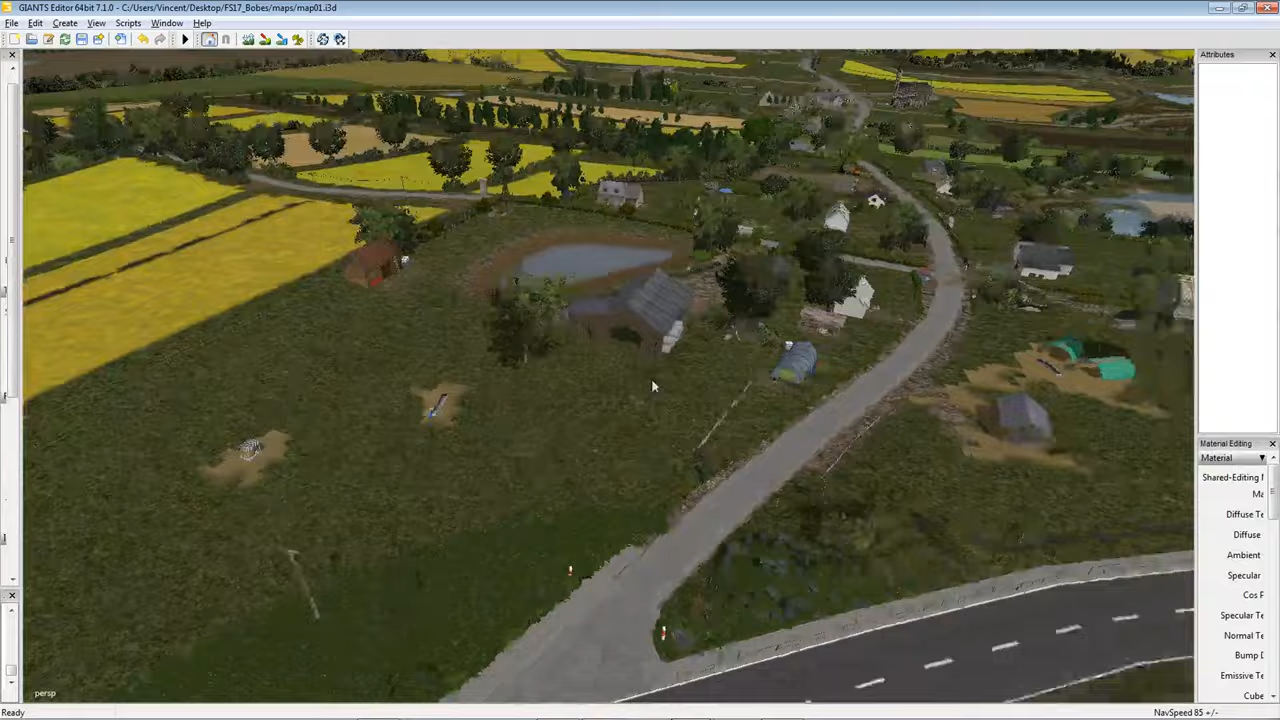 GIANTS Editor 64bit 7.1.0 - C:/Users/Vincent/Desktop/FS17_Bobes/maps/map01.i3d
File Edit Create View Scripts Window Help
Attributes
Material Editing
Material
Shared-Editing
Ma
Diffuse Te
Diffuse
Ambient
Specular
Cos P
Specular Te
Normal Te
Bump D
Emissive Te
Cube
persp
Ready
NavSpeed 85 +/-